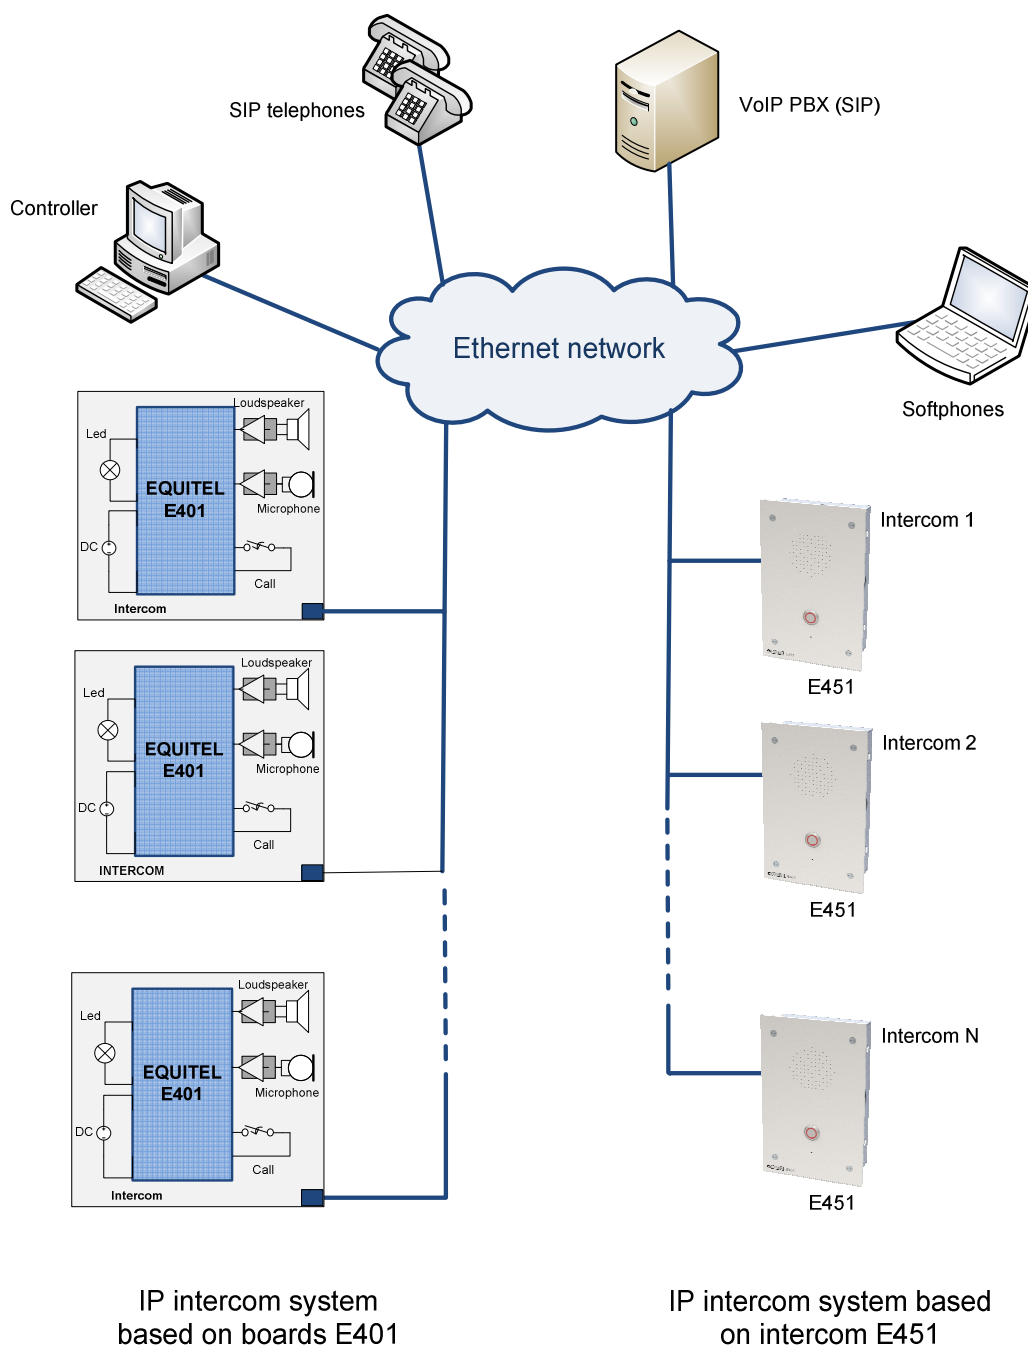 SIP telephones
VoIP PBX (SIP)
Controller
Ethernet network
Softphones
Loudspeaker
Led
EQUITEL
E401
Microphone
DC
Call
Intercom
Loudspeaker
Led
EQUITEL
E401
Microphone
DC
Call
INTERCOM
Loudspeaker
Led
EQUITEL
E401
Microphone
DC
Call
Intercom
Intercom 1
E451
Intercom 2
E451
Intercom N
E451
IP intercom system
based on boards E401
IP intercom system based
on intercom E451